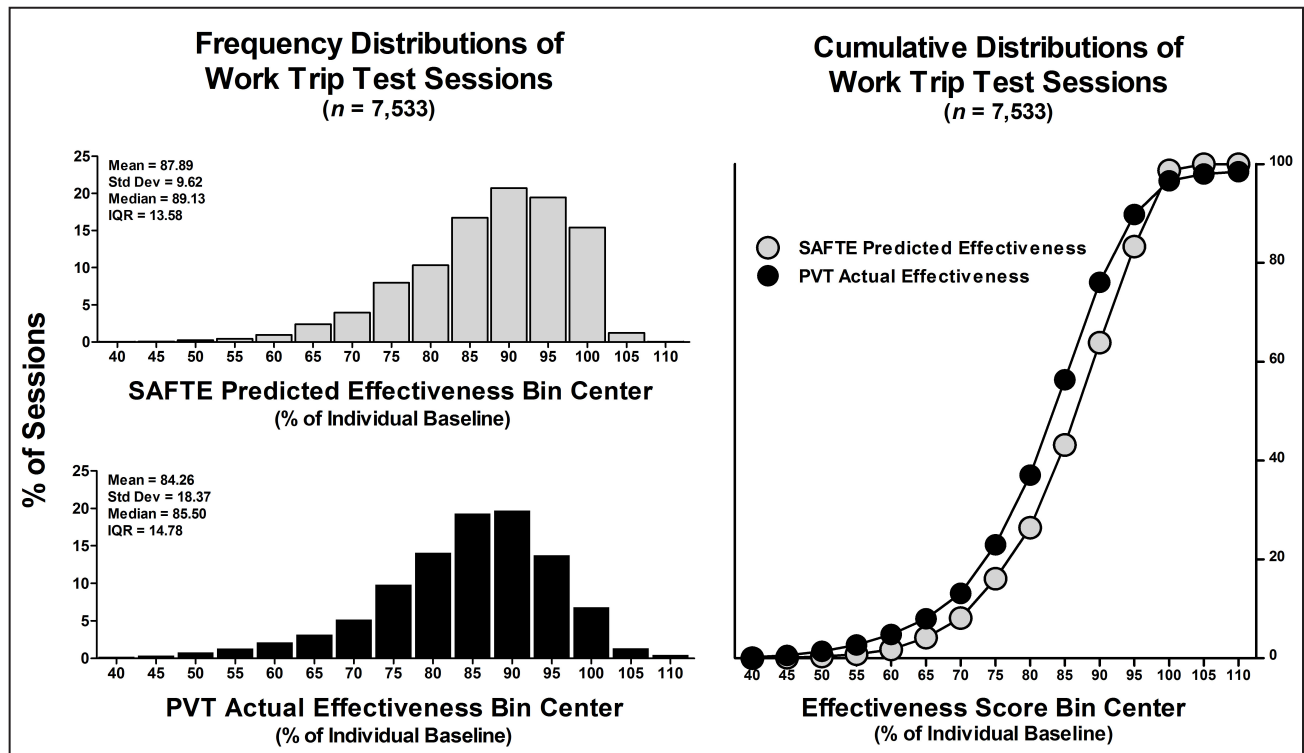 Frequency Distributions of
Work Trip Test Sessions
(n = 7,533)
% of Sessions
25
20
15
10
5
0
Mean = 87.89
Std Dev = 9.62
Median = 89.13
IQR = 13.58
40 45 50 55 60 65 70 75 80 85 90 95 100 105 110
SAFTE Predicted Effectiveness Bin Center
(% of Individual Baseline)
25
20
15
10
5
0
Mean = 84.26
Std Dev = 18.37
Median = 85.50
IQR = 14.78
40 45 50 55 60 65 70 75 80 85 90 95 100 105 110
PVT Actual Effectiveness Bin Center
(% of Individual Baseline)
Cumulative Distributions of
Work Trip Test Sessions
(n = 7,533)
SAFTE Predicted Effectiveness
PVT Actual Effectiveness
100
80
60
40
20
0
40 45 50 55 60 65 70 75 80 85 90 95 100 105 110
Effectiveness Score Bin Center
(% of Individual Baseline)